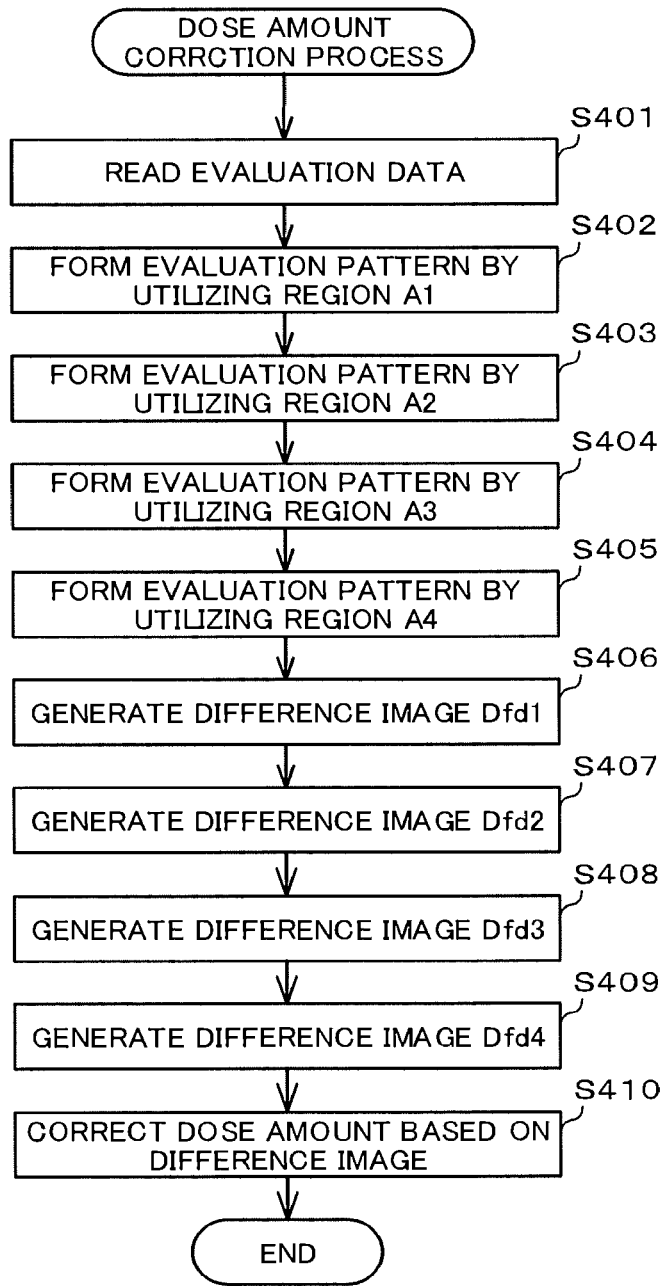 DOSE AMOUNT
CORRCTION PROCESS
S401
READ EVALUATION DATA
S402
FORM EVALUATION PATTERN BY
UTILIZING REGION A1
S403
FORM EVALUATION PATTERN BY
UTILIZING REGION A2
S404
FORM EVALUATION PATTERN BY
UTILIZING REGION A3
S405
FORM EVALUATION PATTERN BY
UTILIZING REGION A4
S406
GENERATE DIFFERENCE IMAGE Dfd1
S407
GENERATE DIFFERENCE IMAGE Dfd2
S408
GENERATE DIFFERENCE IMAGE Dfd3
S409
GENERATE DIFFERENCE IMAGE Dfd4
S410
CORRECT DOSE AMOUNT BASED ON
DIFFERENCE IMAGE
END